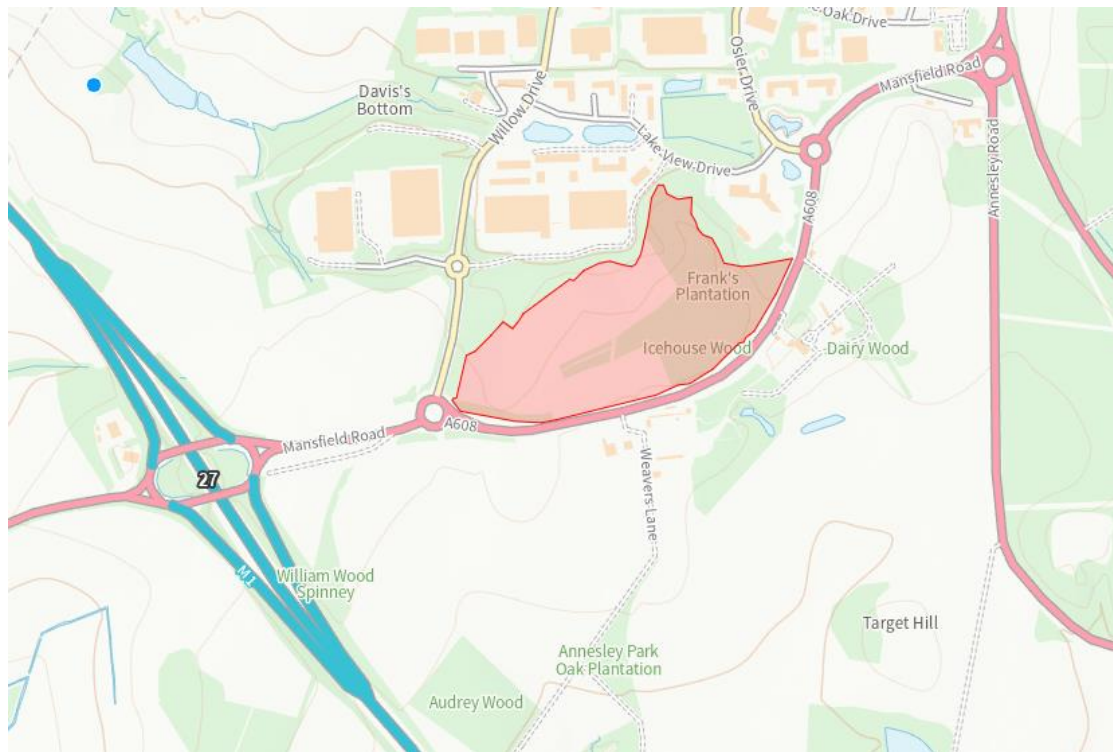 Oak Drive
Mansfield Road
Osier Drive
Davis's
Bottom
Willow Drive
Lake View Drive
Annesley Road
A608
Frank's
Plantation
Icehouse Wood
Dairy Wood
A608
Mansfield Road
27
Weavers Lane
M1
William Wood
Spinney
Target Hill
Annesley Park
Oak Plantation
Audrey Wood